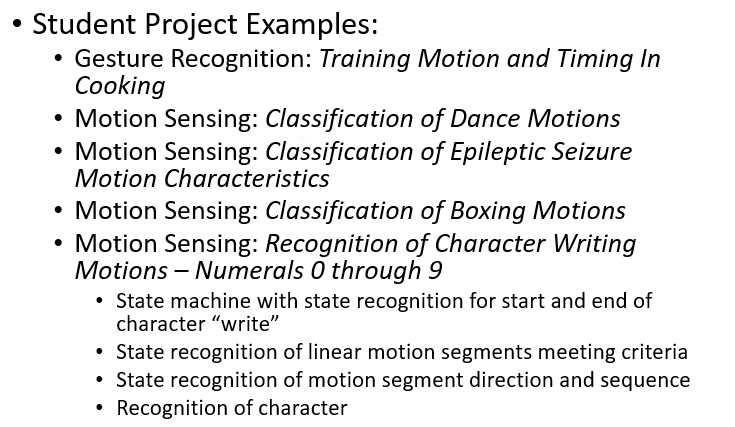 • Student Project Examples:
• Gesture Recognition: Training Motion and Timing In
Cooking
• Motion Sensing: Classification of Dance Motions
• Motion Sensing: Classification of Epileptic Seizure
Motion Characteristics
• Motion Sensing: Classification of Boxing Motions
• Motion Sensing: Recognition of Character Writing
Motions – Numerals 0 through 9
• State machine with state recognition for start and end of
character “write”
• State recognition of linear motion segments meeting criteria
• State recognition of motion segment direction and sequence
• Recognition of character